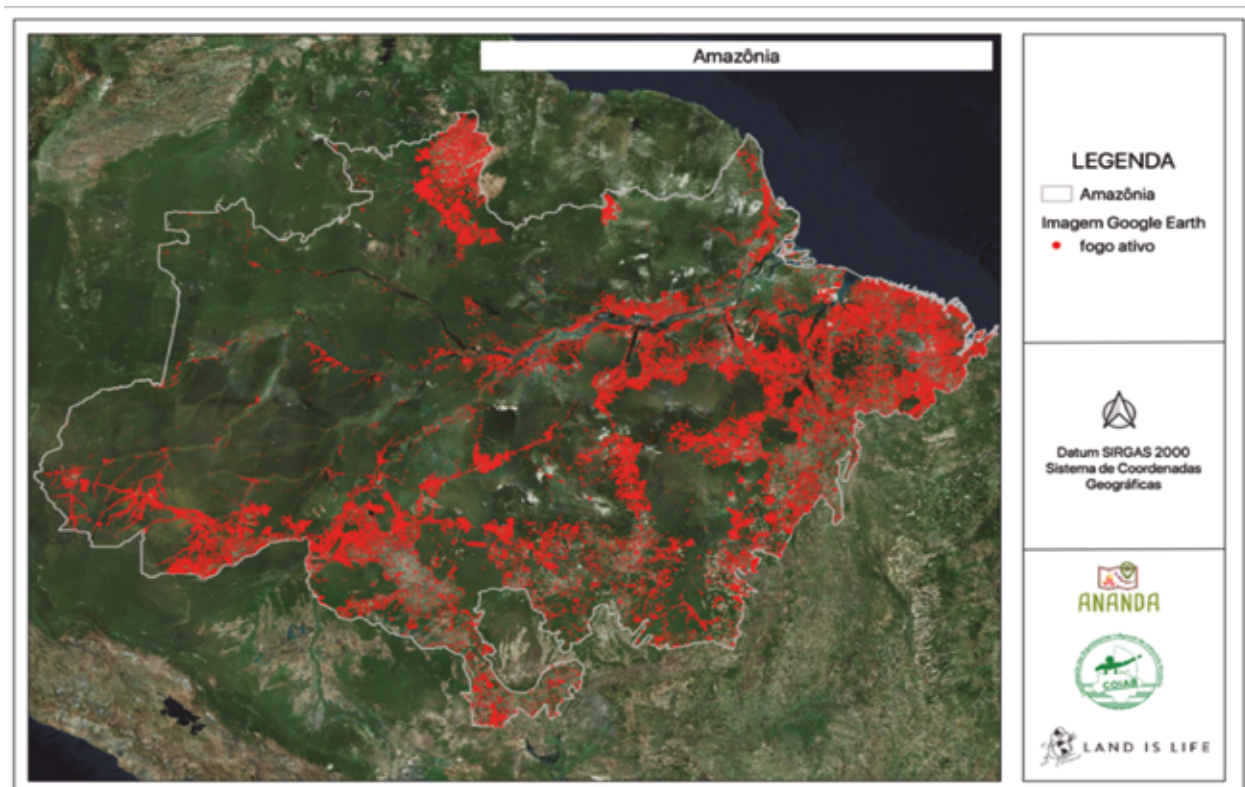 Amazônia
LEGENDA
Amazônia
Imagem Google Earth
fogo ativo
Datum SIRGAS 2000
Sistema de Coordenadas
Geográficas
ANANDA
COIAB
LAND IS LIFE